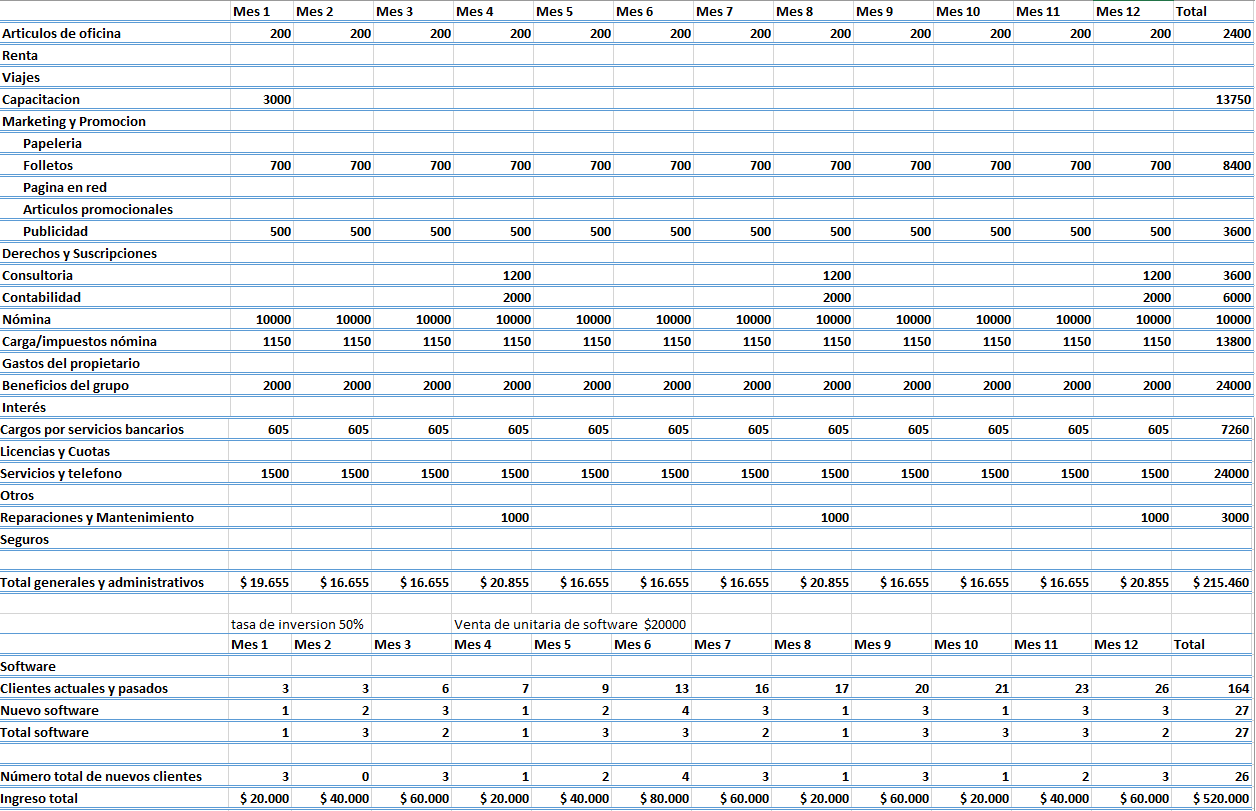 Mes 1 Mes 2 Mes 3 Mes 4 Mes 5 Mes 6 Mes 7 Mes 8 Mes 9 Mes 10 Mes 11 Mes 12 Total
Articulos de oficina 200 200 200 200 200 200 200 200 200 200 200 200 2400
Renta
Viajes
Capacitacion 3000 13750
Marketing y Promocion
Papeleria
Folletos 700 700 700 700 700 700 700 700 700 700 700 700 8400
Pagina en red
Articulos promocionales
Publicidad 500 500 500 500 500 500 500 500 500 500 500 500 3600
Derechos y Suscripciones
Consultoria 1200 1200 1200 3600
Contabilidad 2000 2000 2000 6000
Nómina 10000 10000 10000 10000 10000 10000 10000 10000 10000 10000 10000 10000 10000
Carga/impuestos nómina 1150 1150 1150 1150 1150 1150 1150 1150 1150 1150 1150 1150 13800
Gastos del propietario
Beneficios del grupo 2000 2000 2000 2000 2000 2000 2000 2000 2000 2000 2000 2000 24000
Interés
Cargos por servicios bancarios 605 605 605 605 605 605 605 605 605 605 605 605 7260
Licencias y Cuotas
Servicios y telefono 1500 1500 1500 1500 1500 1500 1500 1500 1500 1500 1500 1500 24000
Otros
Reparaciones y Mantenimiento 1000 1000 1000 3000
Seguros
Total generales y administrativos $ 19.655 $ 16.655 $ 16.655 $ 20.855 $ 16.655 $ 16.655 $ 16.655 $ 20.855 $ 16.655 $ 16.655 $ 16.655 $ 20.855 $ 215.460
tasa de inversion 50% Venta de unitaria de software $20000
Mes 1 Mes 2 Mes 3 Mes 4 Mes 5 Mes 6 Mes 7 Mes 8 Mes 9 Mes 10 Mes 11 Mes 12 Total
Software
Clientes actuales y pasados 3 3 6 7 9 13 16 17 20 21 23 26 164
Nuevo software 1 2 3 1 2 4 3 1 3 1 3 3 27
Total software 1 3 2 1 3 3 2 1 3 3 3 2 27
Número total de nuevos clientes 3 0 3 1 2 4 3 1 3 1 2 3 26
Ingreso total $ 20.000 $ 40.000 $ 60.000 $ 20.000 $ 40.000 $ 80.000 $ 60.000 $ 20.000 $ 60.000 $ 20.000 $ 40.000 $ 60.000 $ 520.000